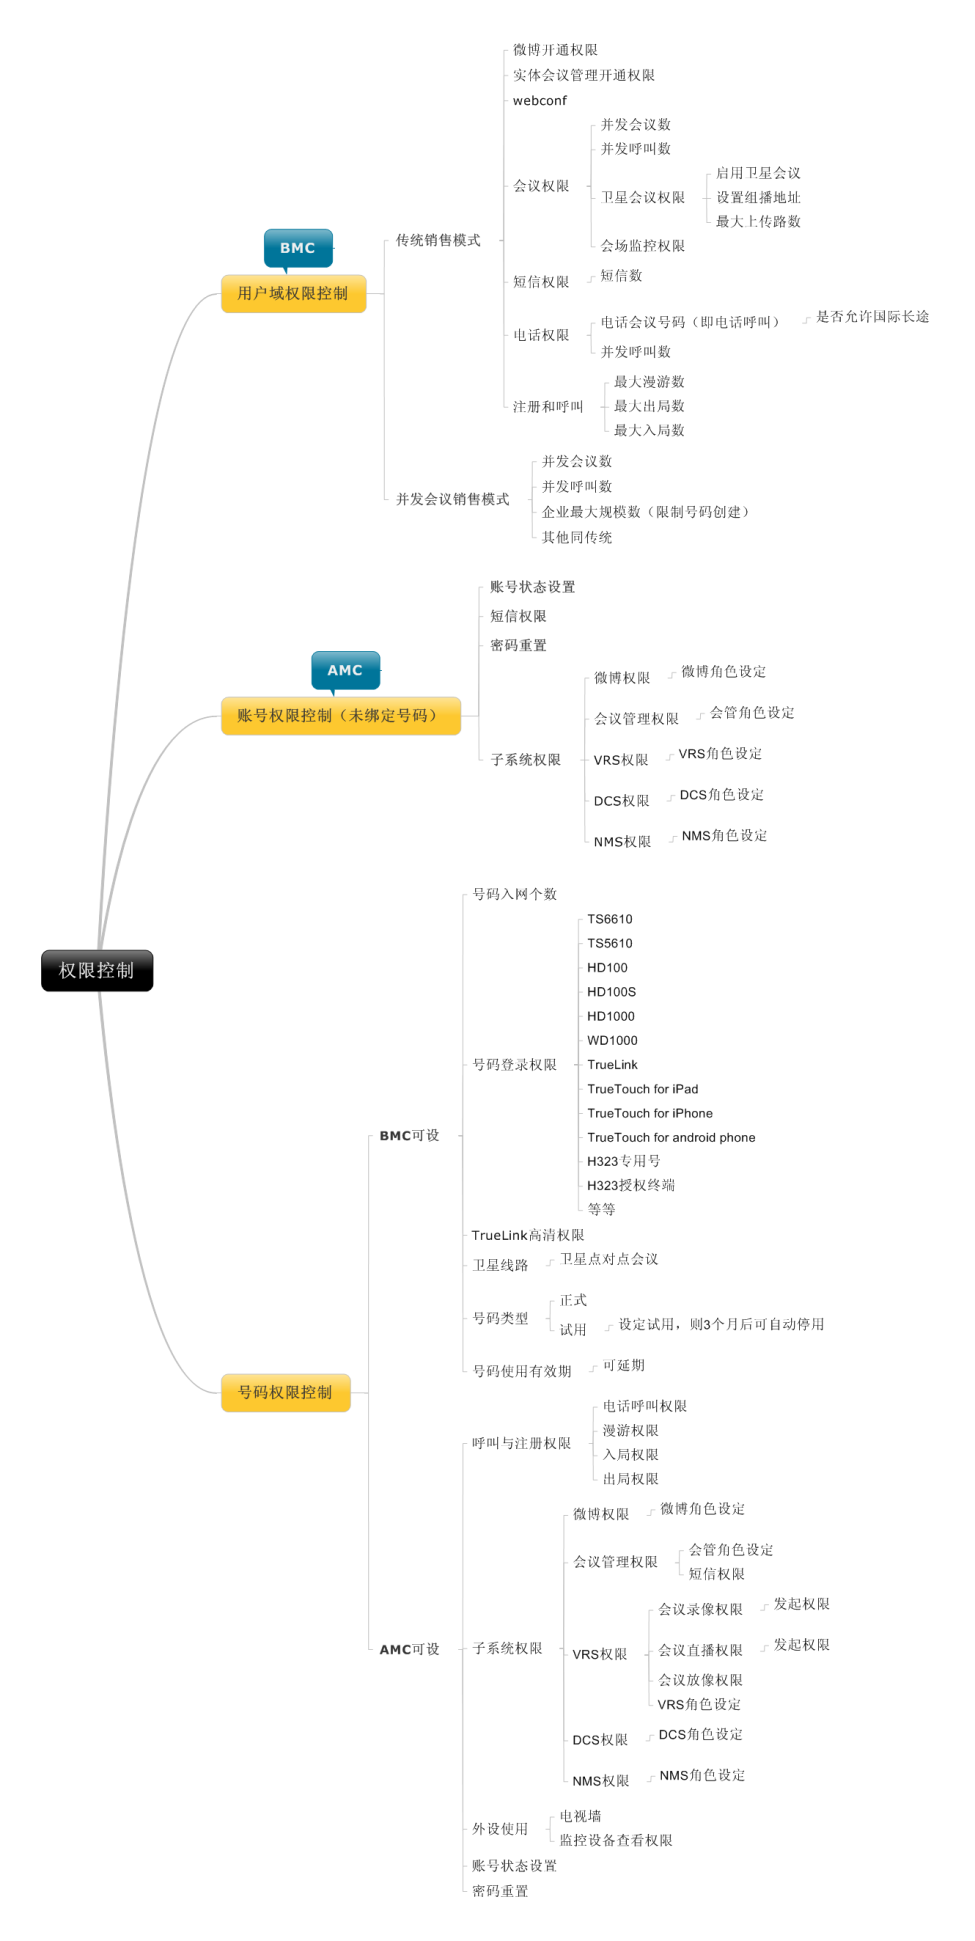 微博开通权限
实体会议管理开通权限
webconf
并发会议数
并发呼叫数
会议权限
启用卫星会议
卫星会议权限
设置组播地址
最大上传路数
BMC
传统销售模式
会场监控权限
短信权限
短信数
用户域权限控制
电话会议号码（即电话呼叫）
是否允许国际长途
电话权限
并发呼叫数
最大漫游数
注册和呼叫
最大出局数
最大入局数
并发会议数
并发呼叫数
并发会议销售模式
企业最大规模数（限制号码创建）
其他同传统
账号状态设置
短信权限
密码重置
AMC
微博权限
微博角色设定
账号权限控制（未绑定号码）
会议管理权限
会管角色设定
子系统权限
VRS权限
VRS角色设定
DCS权限
DCS角色设定
NMS权限
NMS角色设定
号码入网个数
TS6610
TS5610
权限控制
HD100
HD100S
HD1000
WD1000
号码登录权限
TrueLink
TrueTouch for iPad
TrueTouch for iPhone
BMC可设
TrueTouch for android phone
H323专用号
H323授权终端
等等
TrueLink高清权限
卫星线路
卫星点对点会议
号码类型
正式
试用
设定试用，则3个月后可自动停用
号码使用有效期
可延期
号码权限控制
电话呼叫权限
漫游权限
呼叫与注册权限
入局权限
出局权限
微博权限
微博角色设定
会议管理权限
会管角色设定
短信权限
会议录像权限
发起权限
AMC可设
子系统权限
VRS权限
会议直播权限
发起权限
会议放像权限
VRS角色设定
DCS权限
DCS角色设定
NMS权限
NMS角色设定
外设使用
电视墙
监控设备查看权限
账号状态设置
密码重置